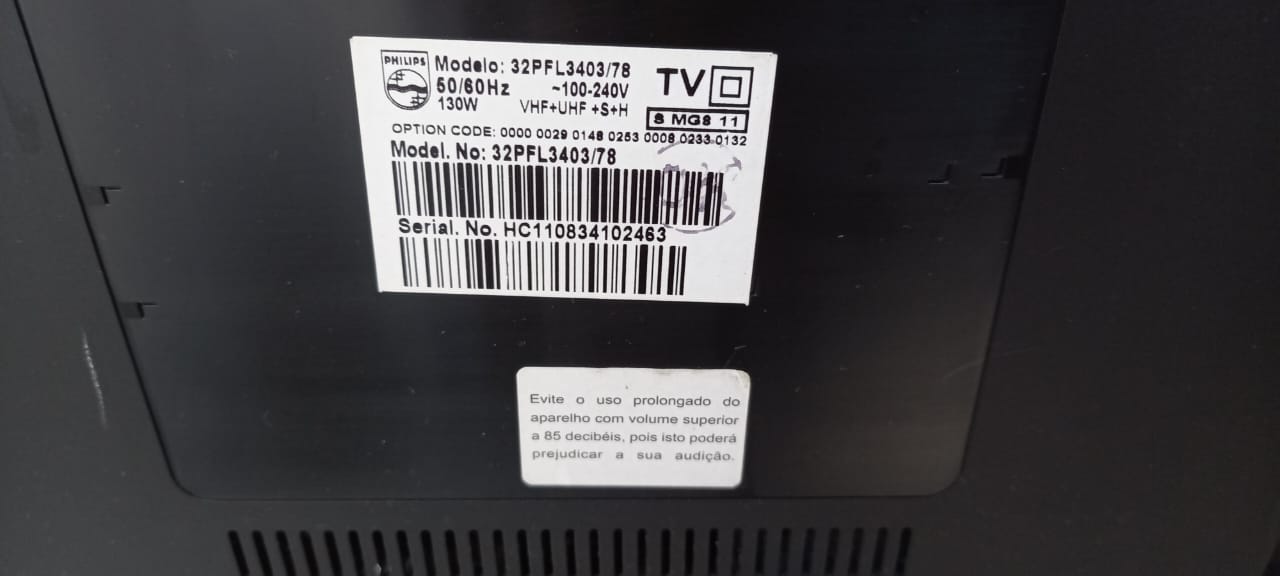 PHILIPS
Modelo: 32PFL3403/78
50/60Hz ~100-240V
130W VHF+UHF +S+H
TV
S MG8 11
OPTION CODE: 0000 0029 0148 0253 0008 0233 0132
Model. No: 32PFL3403/78
Serial. No. HC110834102463
Evite o uso prolongado do
aparelho com volume superior
a 85 decibéis, pois isto poderá
prejudicar a sua audição.